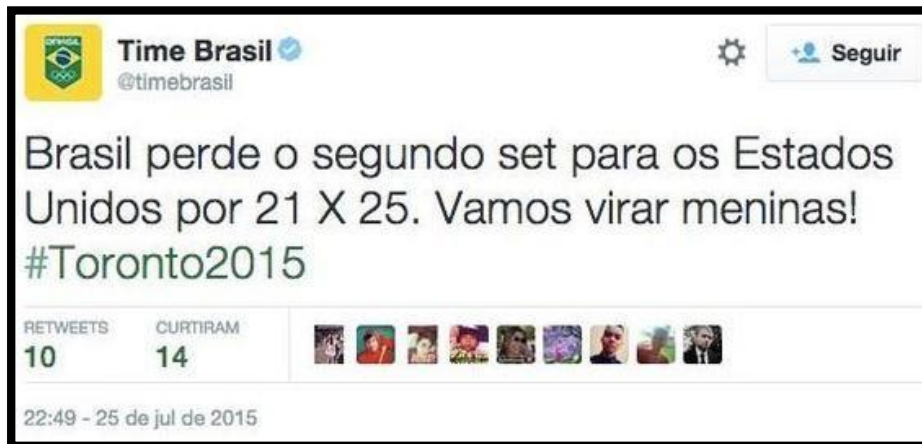 BRASIL
Time Brasil
@timebrasil
Seguir
Brasil perde o segundo set para os Estados
Unidos por 21 X 25. Vamos virar meninas!
#Toronto2015
RETWEETS CURTIRAM
10 14
22:49 - 25 de jul de 2015